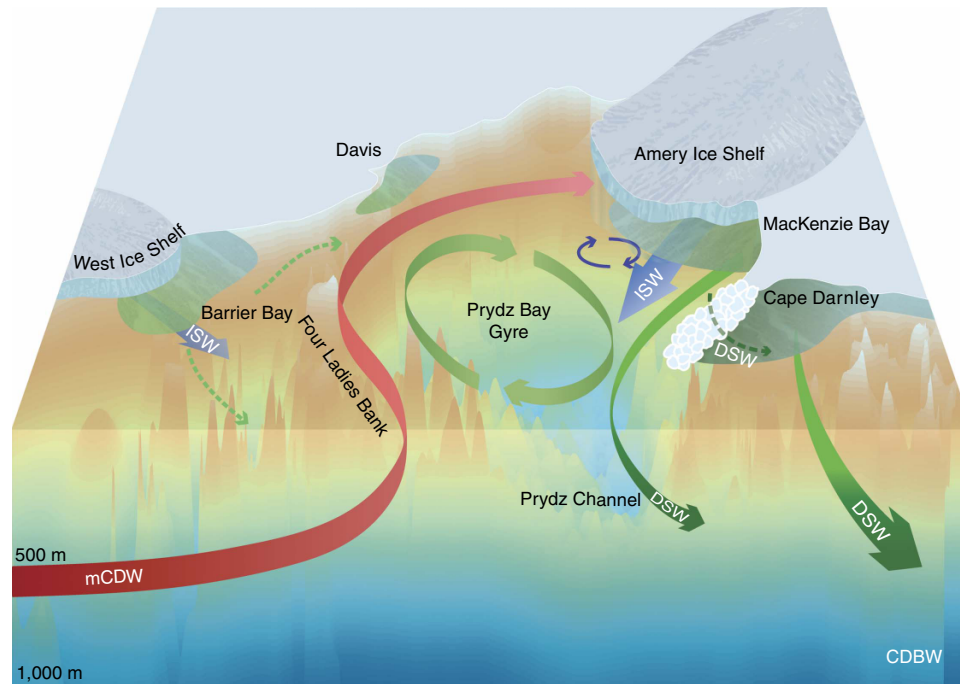 Davis
Amery Ice Shelf
MacKenzie Bay
West Ice Shelf
Cape Darnley
Barrier Bay
ISW
ISW
Prydz Bay
Gyre
Four Ladies Bank
DSW
Prydz Channel
DSW
DSW
500 m
mCDW
CDBW
1,000 m